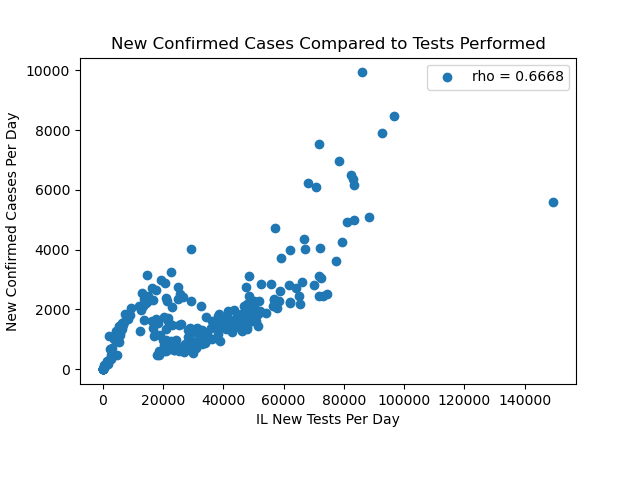 New Confirmed Cases Compared to Tests Performed
rho = 0.6668
New Confirmed Caeses Per Day
10000
8000
6000
4000
2000
0
0 20000 40000 60000 80000 100000 120000 140000
IL New Tests Per Day